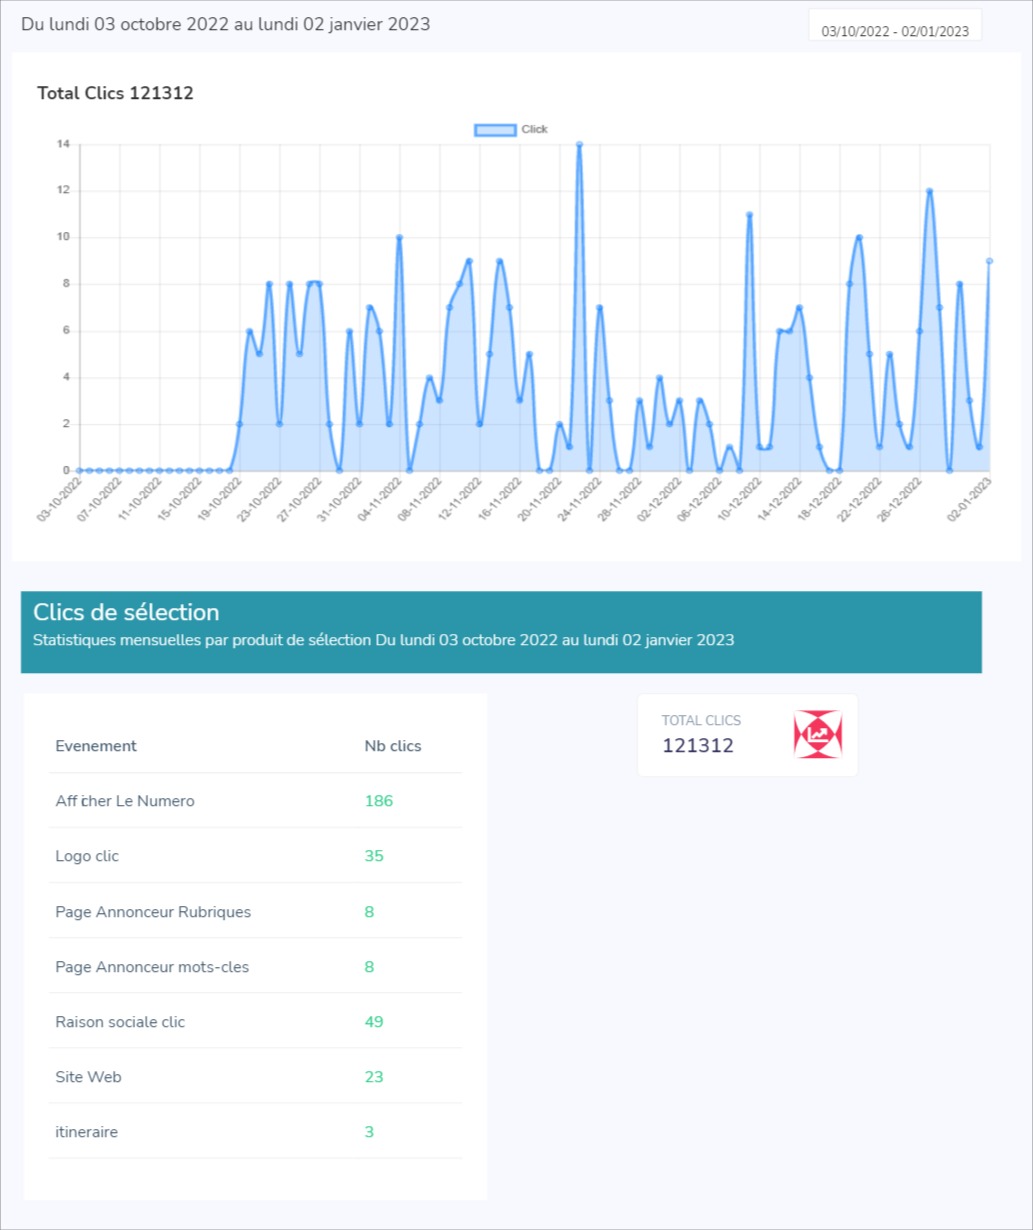 Du lundi 03 octobre 2022 au lundi 02 janvier 2023
03/10/2022 - 02/01/2023
Total Clics 121312
Click
14
12
10
8
6
4
2
0
03-10-2022
07-10-2022
11-10-2022
15-10-2022
19-10-2022
23-10-2022
27-10-2022
31-10-2022
04-11-2022
08-11-2022
12-11-2022
16-11-2022
20-11-2022
24-11-2022
28-11-2022
02-12-2022
06-12-2022
10-12-2022
14-12-2022
18-12-2022
22-12-2022
26-12-2022
02-01-2023
Clics de sélection
Statistiques mensuelles par produit de sélection Du lundi 03 octobre 2022 au lundi 02 janvier 2023
Evenement Nb clics
Afficher Le Numero 186
Logo clic 35
Page Annonceur Rubriques 8
Page Annonceur mots-cles 8
Raison sociale clic 49
Site Web 23
itineraire 3
TOTAL CLICS
121312